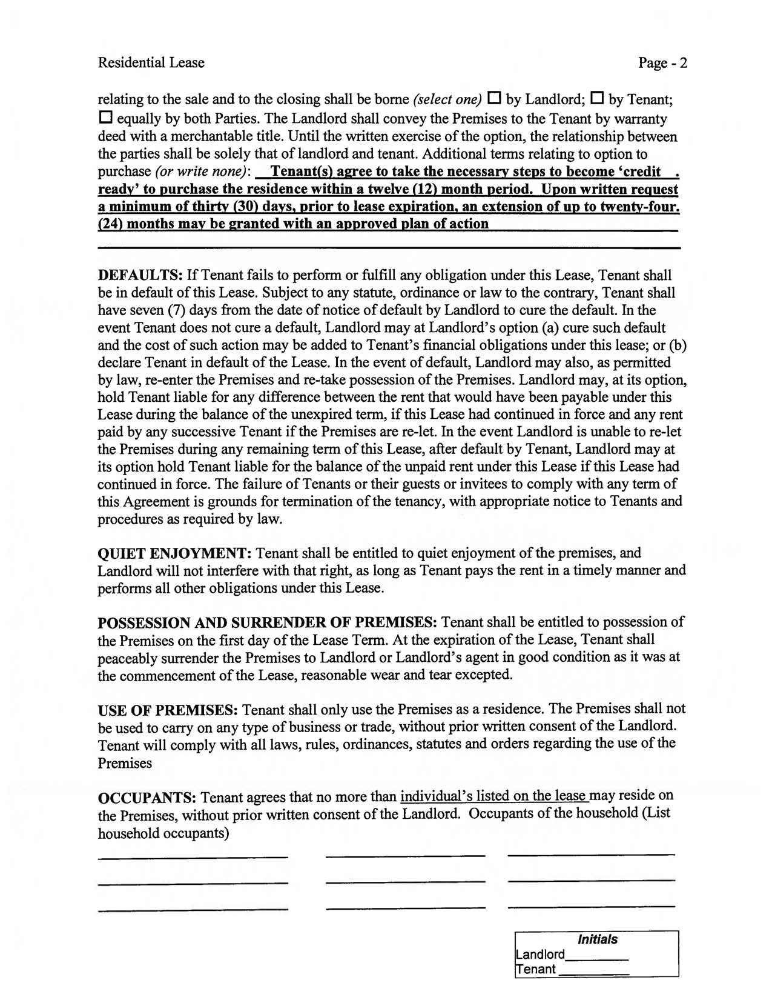 Residential Lease Page - 2
relating to the sale and to the closing shall be borne (select one) ☐ by Landlord; ☐ by Tenant;
☐ equally by both Parties. The Landlord shall convey the Premises to the Tenant by warranty
deed with a merchantable title. Until the written exercise of the option, the relationship between
the parties shall be solely that of landlord and tenant. Additional terms relating to option to
purchase (or write none): Tenant(s) agree to take the necessary steps to become ‘credit .
ready’ to purchase the residence within a twelve (12) month period. Upon written request
a minimum of thirty (30) days, prior to lease expiration, an extension of up to twenty-four.
(24) months may be granted with an approved plan of action
DEFAULTS: If Tenant fails to perform or fulfill any obligation under this Lease, Tenant shall
be in default of this Lease. Subject to any statute, ordinance or law to the contrary, Tenant shall
have seven (7) days from the date of notice of default by Landlord to cure the default. In the
event Tenant does not cure a default, Landlord may at Landlord’s option (a) cure such default
and the cost of such action may be added to Tenant’s financial obligations under this lease; or (b)
declare Tenant in default of the Lease. In the event of default, Landlord may also, as permitted
by law, re-enter the Premises and re-take possession of the Premises. Landlord may, at its option,
hold Tenant liable for any difference between the rent that would have been payable under this
Lease during the balance of the unexpired term, if this Lease had continued in force and any rent
paid by any successive Tenant if the Premises are re-let. In the event Landlord is unable to re-let
the Premises during any remaining term of this Lease, after default by Tenant, Landlord may at
its option hold Tenant liable for the balance of the unpaid rent under this Lease if this Lease had
continued in force. The failure of Tenants or their guests or invitees to comply with any term of
this Agreement is grounds for termination of the tenancy, with appropriate notice to Tenants and
procedures as required by law.
QUIET ENJOYMENT: Tenant shall be entitled to quiet enjoyment of the premises, and
Landlord will not interfere with that right, as long as Tenant pays the rent in a timely manner and
performs all other obligations under this Lease.
POSSESSION AND SURRENDER OF PREMISES: Tenant shall be entitled to possession of
the Premises on the first day of the Lease Term. At the expiration of the Lease, Tenant shall
peaceably surrender the Premises to Landlord or Landlord’s agent in good condition as it was at
the commencement of the Lease, reasonable wear and tear excepted.
USE OF PREMISES: Tenant shall only use the Premises as a residence. The Premises shall not
be used to carry on any type of business or trade, without prior written consent of the Landlord.
Tenant will comply with all laws, rules, ordinances, statutes and orders regarding the use of the
Premises
OCCUPANTS: Tenant agrees that no more than individual’s listed on the lease may reside on
the Premises, without prior written consent of the Landlord. Occupants of the household (List
household occupants)
Initials
Landlord
Tenant